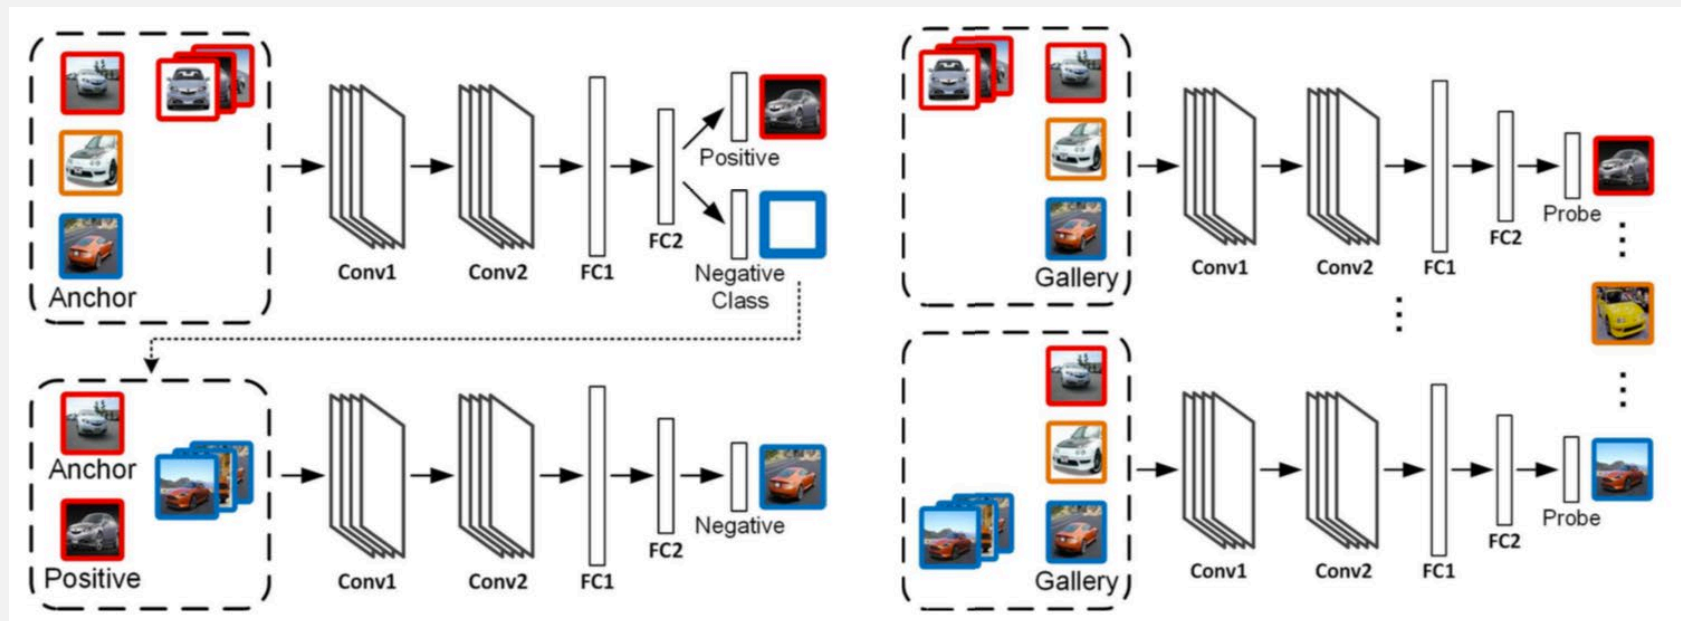 Anchor
Conv1
Conv2
FC1
FC2
Positive
Negative
Class
Anchor
Positive
Conv1
Conv2
FC1
FC2
Negative
Gallery
Conv1
Conv2
FC1
FC2
Probe
Gallery
Conv1
Conv2
FC1
FC2
Probe